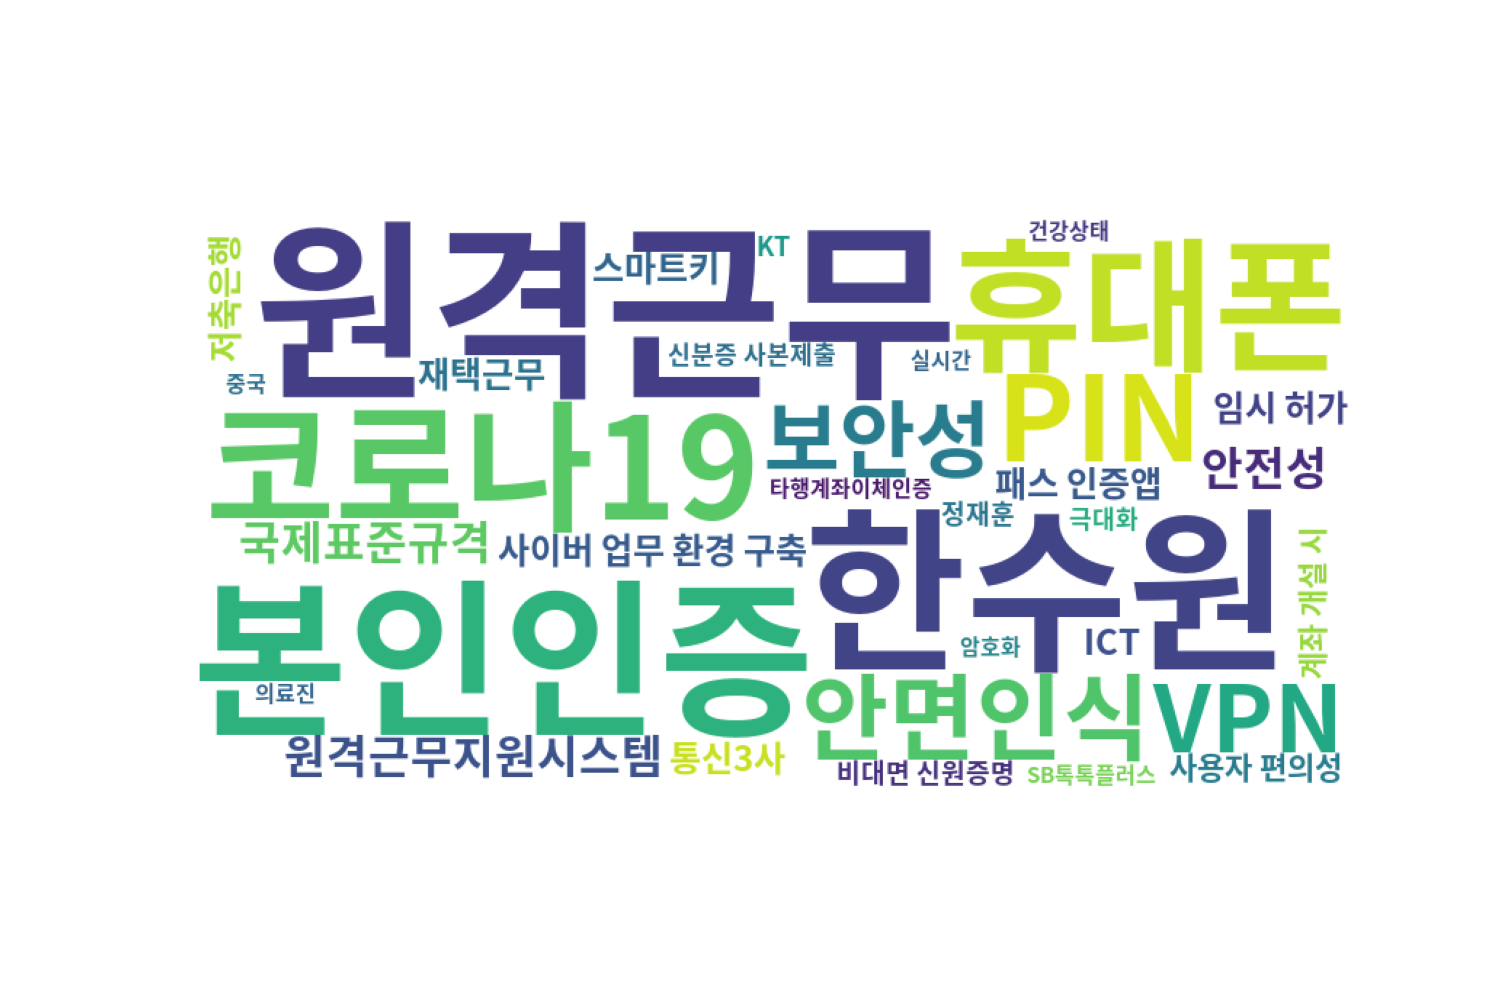 건강상태
원격근무
휴대폰
스마트키
KT
저축은행
신분증 사본제출
실시간
재택근무
중국
PIN
임시 허가
코로나19
보안성
안전성
타행계좌이체인증
패스 인증앱
정재훈
극대화
국제표준규격
사이버 업무 환경 구축
한수원
계좌 개설 시
본인인증
암호화
ICT
의료진
안면인식
VPN
원격근무지원시스템
통신3사
비대면 신원증명
SB톡톡플러스
사용자 편의성